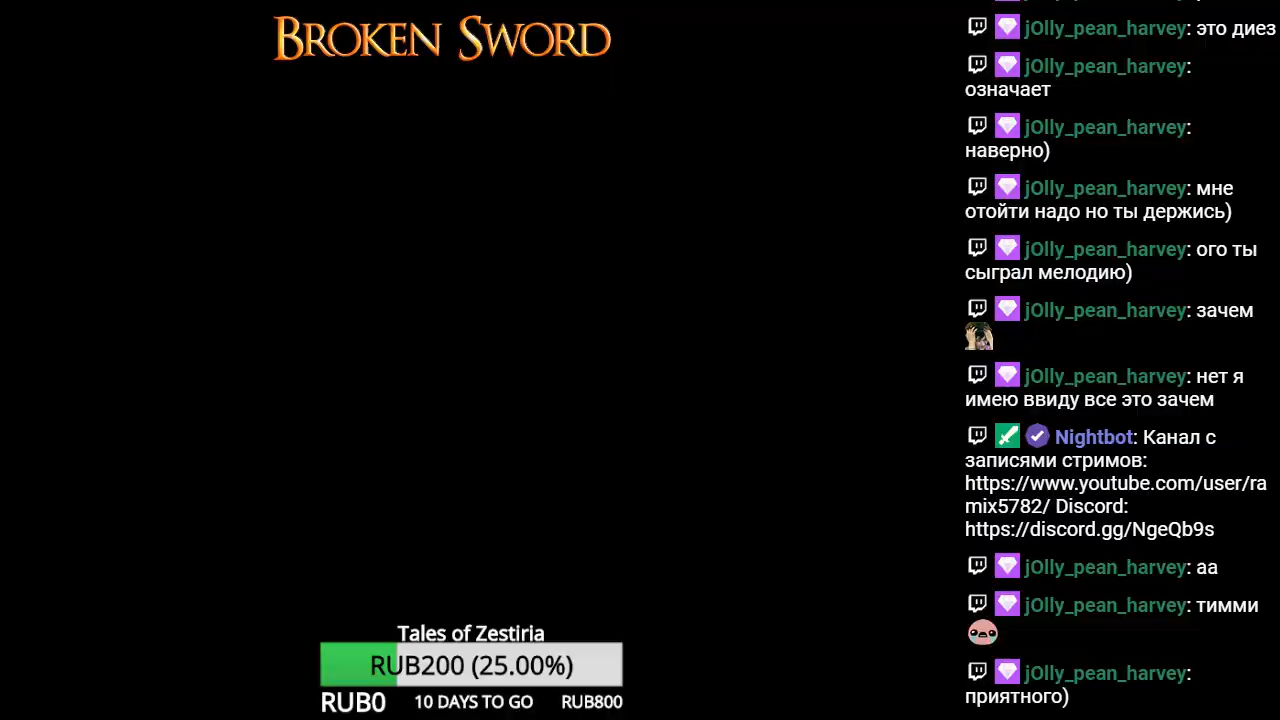 BROKEN SWORD
jOlly_pean_harvey: это диез
jOlly_pean_harvey:
означает
jOlly_pean_harvey:
наверно)
jOlly_pean_harvey: мне
отойти надо но ты держись)
jOlly_pean_harvey: ого ты
сыграл мелодию)
jOlly_pean_harvey: зачем
jOlly_pean_harvey: нет я
имею ввиду все это зачем
Nightbot: Канал с
записями стримов:
https://www.youtube.com/user/ra
mix5782/ Discord:
https://discord.gg/NgeQb9s
jOlly_pean_harvey: аа
jOlly_pean_harvey: тимми
jOlly_pean_harvey:
приятного)
Tales of Zestiria
RUB200 (25.00%)
RUB0 10 DAYS TO GO RUB800